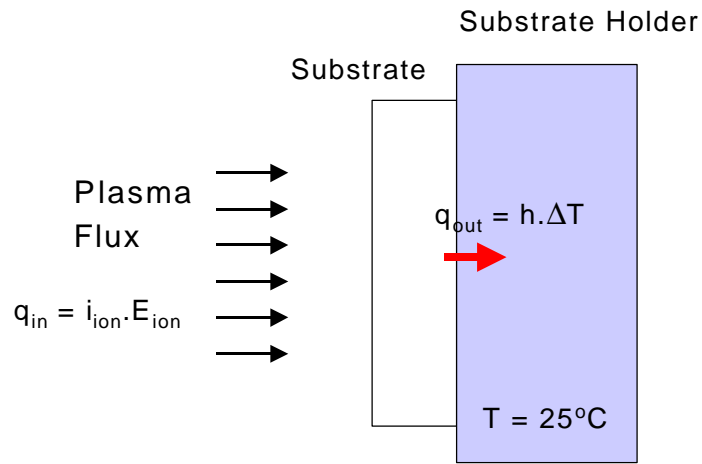 Substrate Holder
Substrate
Plasma
Flux
q_out = h.ΔT
q_in = i_ion.E_ion
T = 25°C